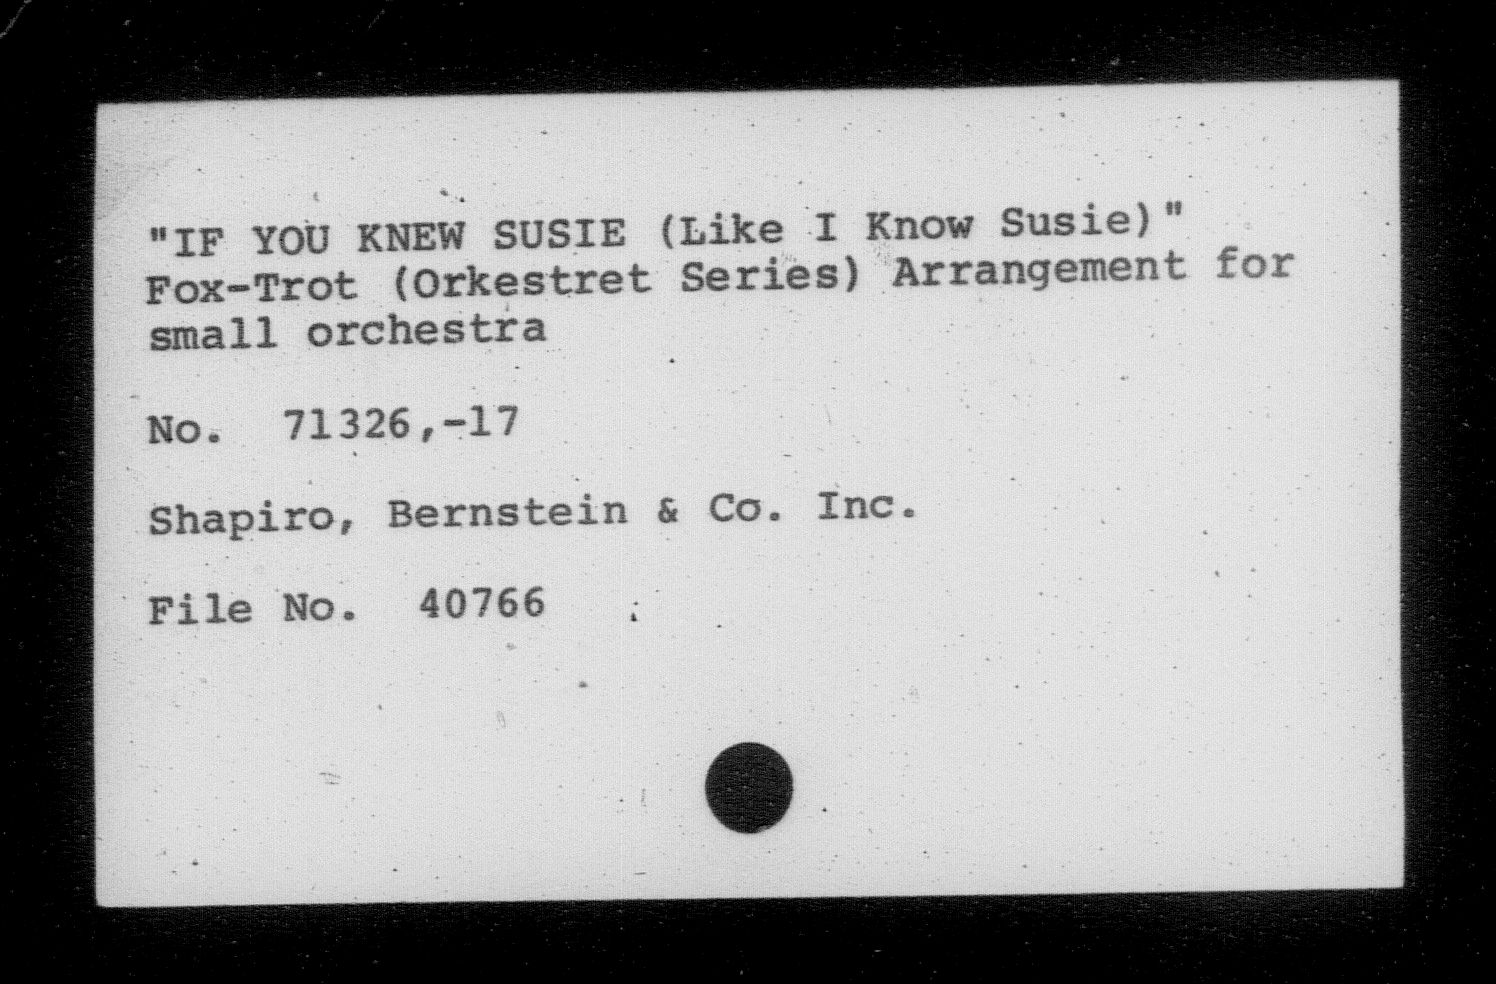 "IF YOU KNEW SUSIE (Like I Know Susie)"
Fox-Trot (Orkestret Series) Arrangement for
small orchestra
No. 71326,-17
Shapiro, Bernstein & Co. Inc.
File No. 40766